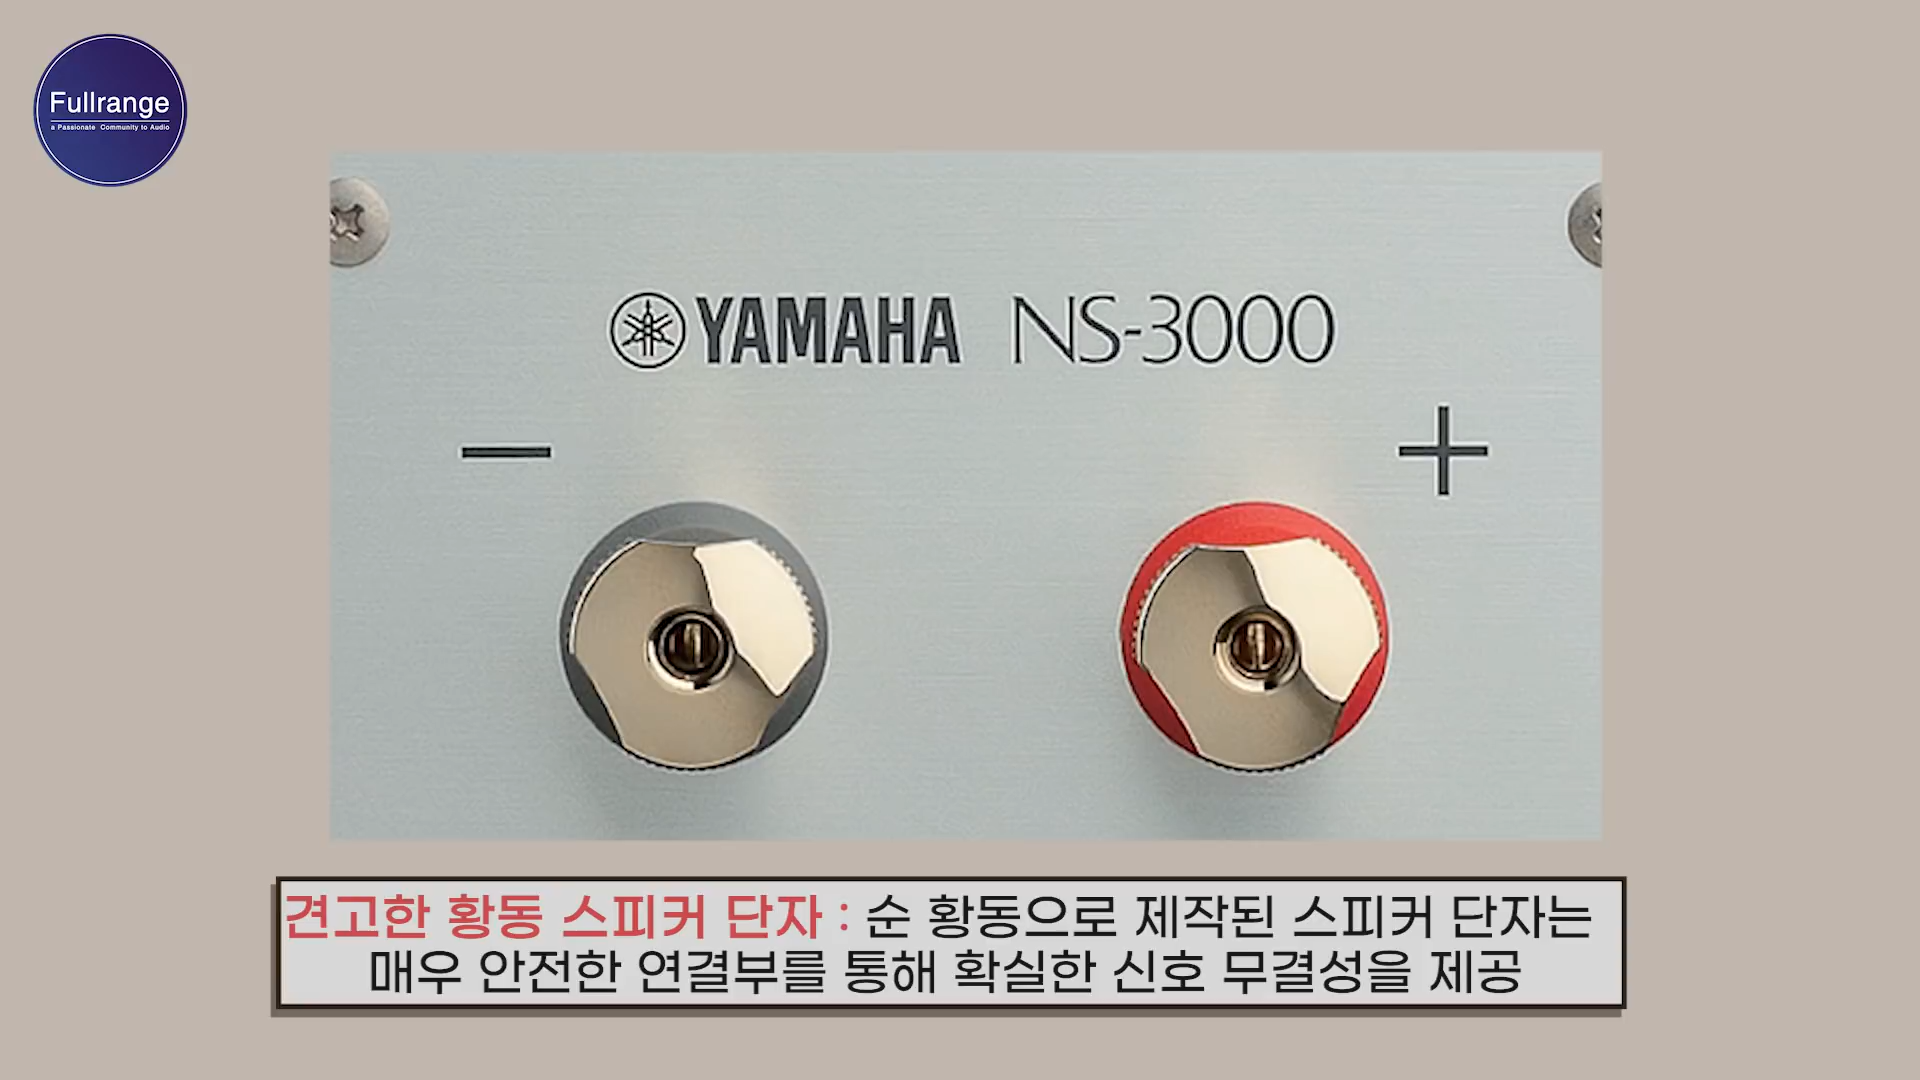 Fullrange
a Passionate Community to Audio
YAMAHA NS-3000
− +
견고한 황동 스피커 단자 : 순 황동으로 제작된 스피커 단자는
매우 안전한 연결부를 통해 확실한 신호 무결성을 제공